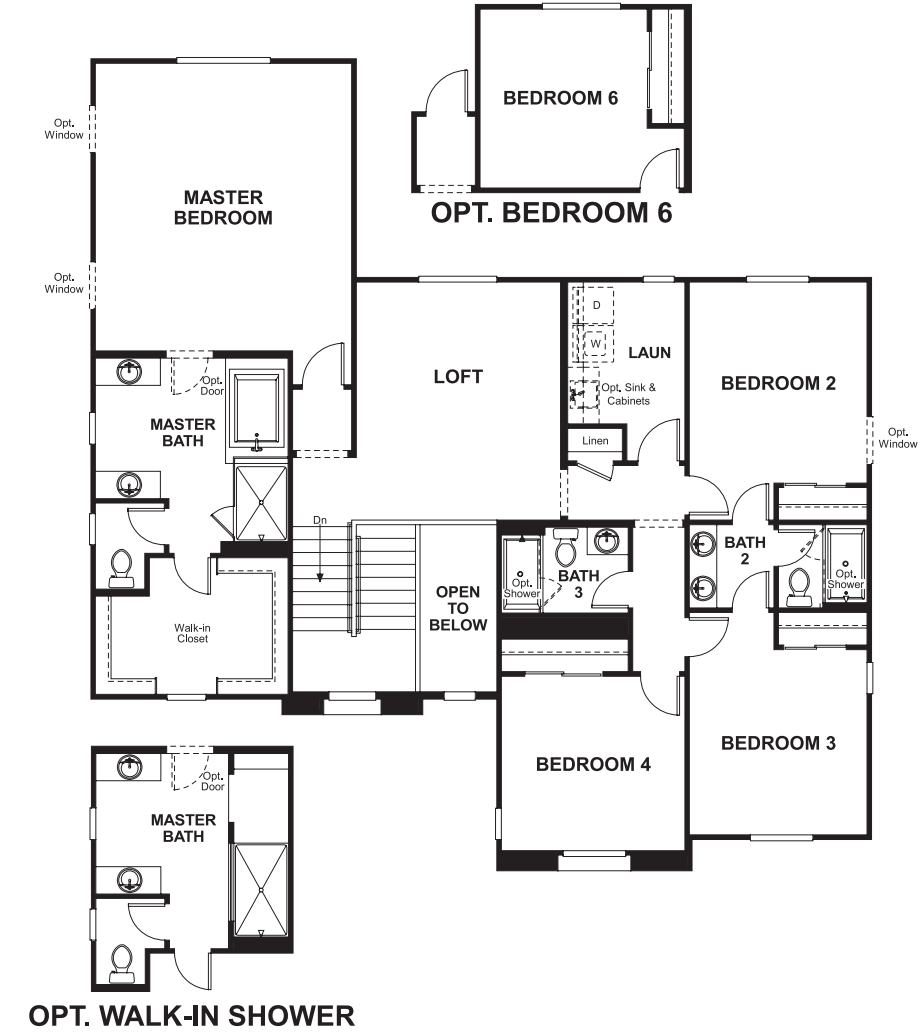 BEDROOM 6
OPT. BEDROOM 6
Opt.
Window
MASTER
BEDROOM
Opt.
Window
D
W
LAUN
LOFT
Opt.
Door
Opt. Sink &
Cabinets
BEDROOM 2
MASTER
BATH
Linen
Opt.
Window
Dn
BATH
2
OPEN
TO
BELOW
Opt.
Shower
BATH
3
Opt.
Shower
Walk-in
Closet
BEDROOM 4
BEDROOM 3
Opt.
Door
MASTER
BATH
OPT. WALK-IN SHOWER